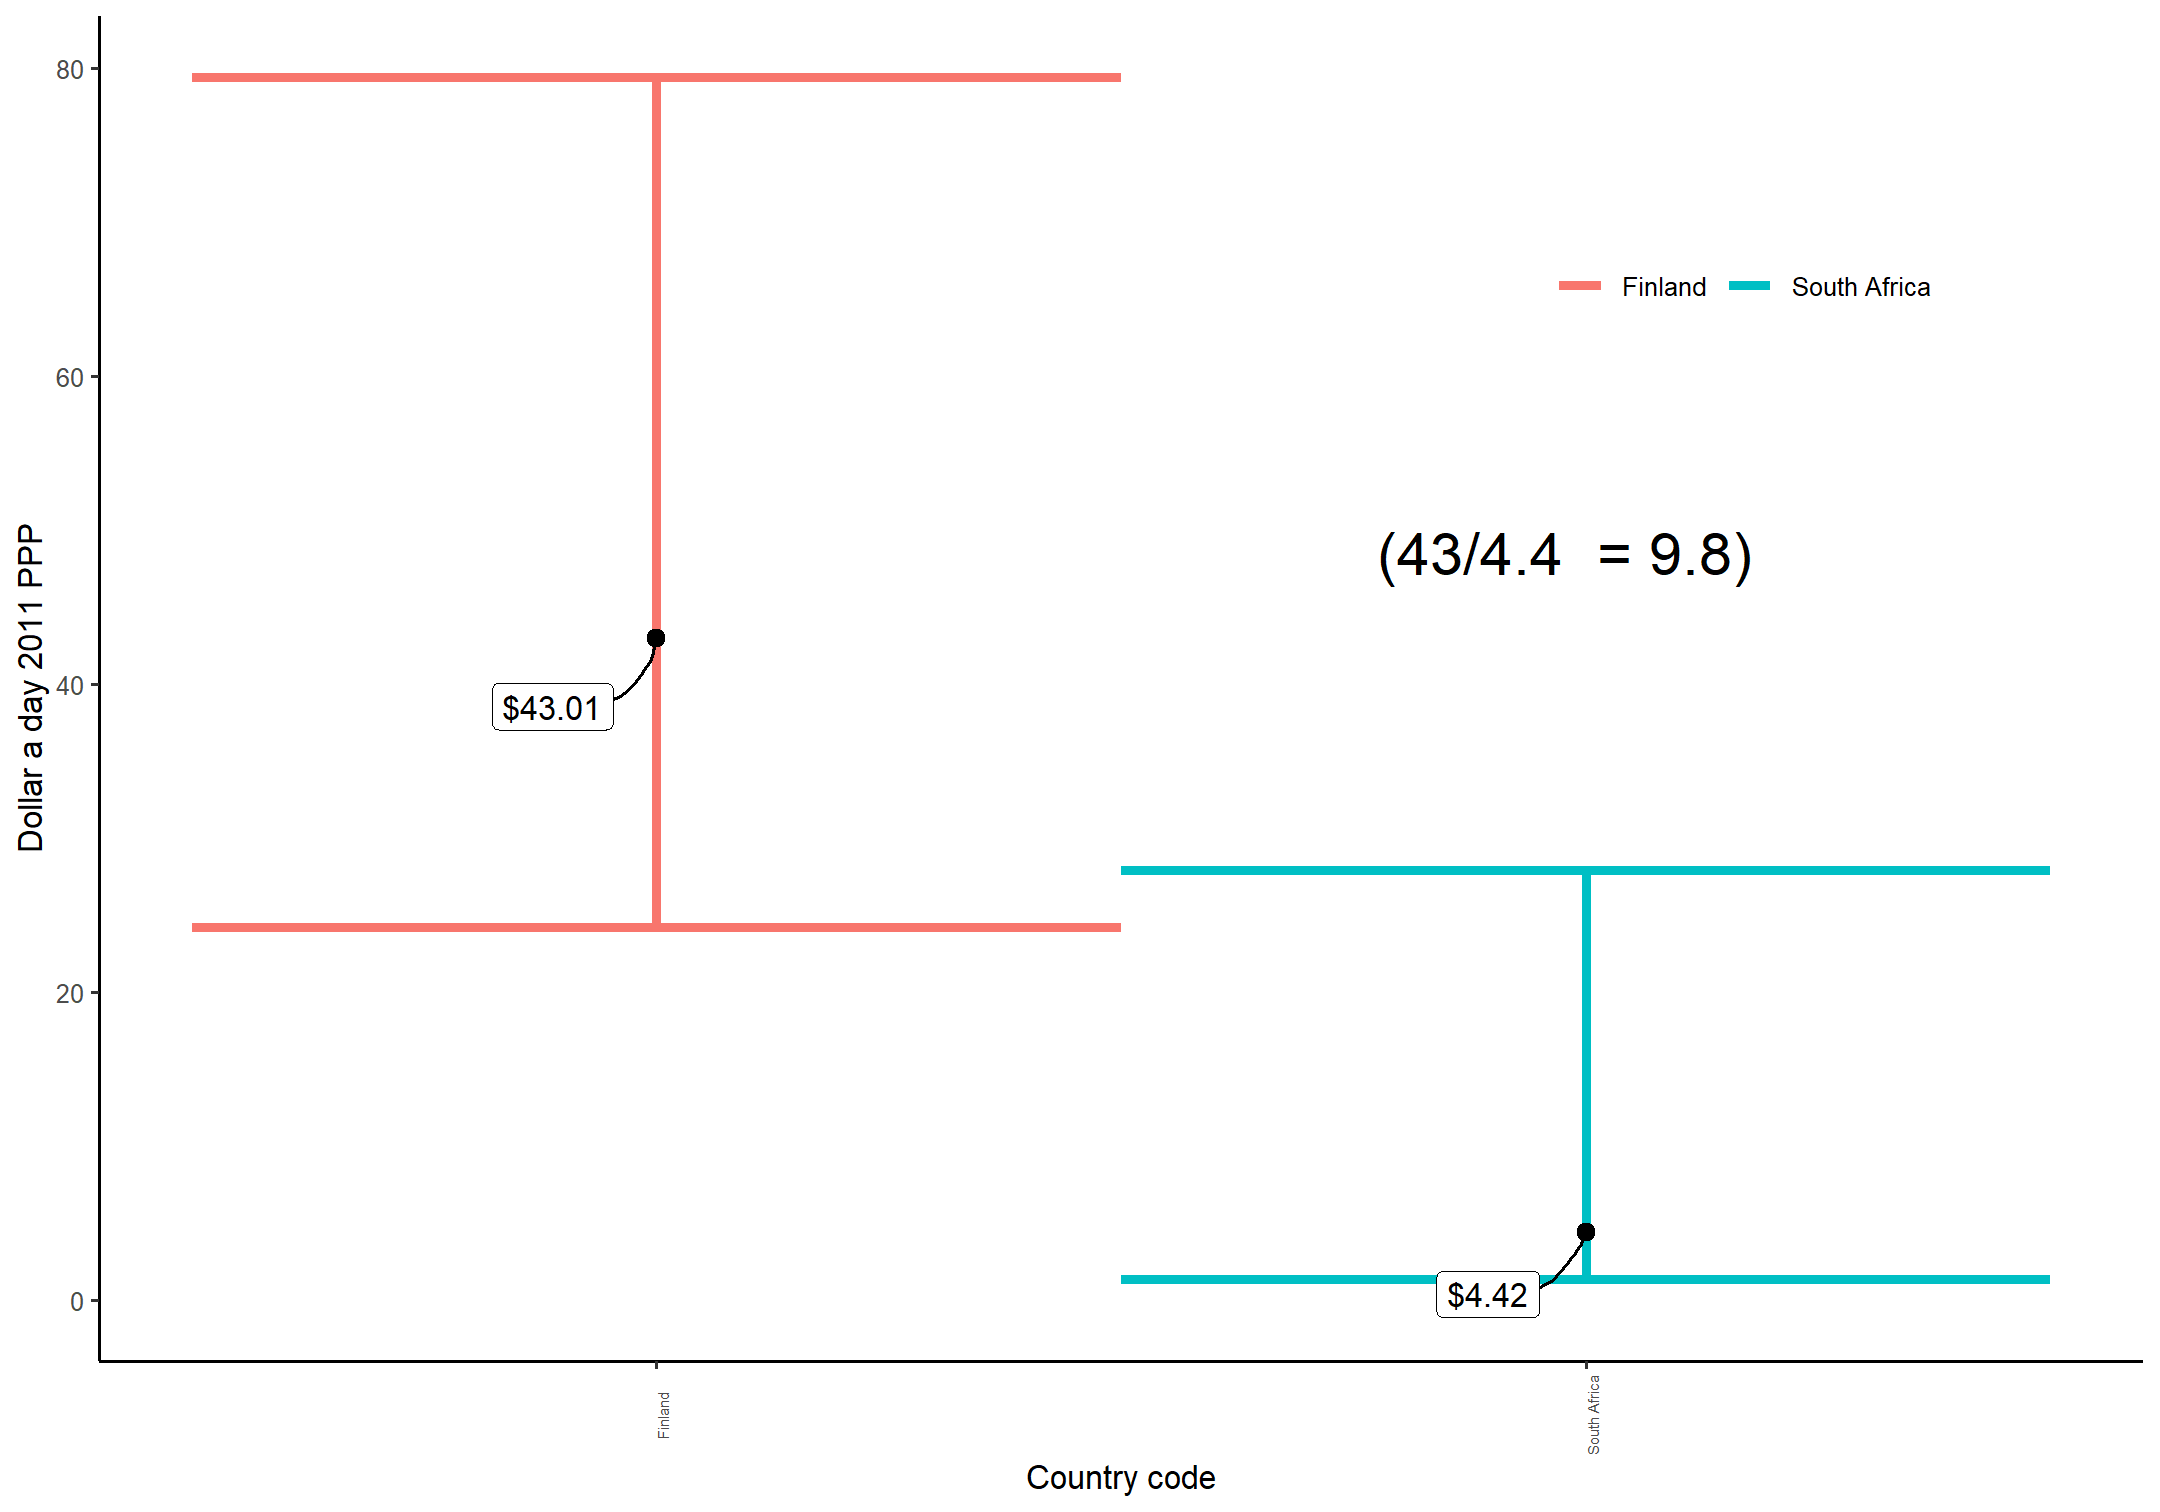 80
60
40
20
0
Dollar a day 2011 PPP
Finland
South Africa
(43/4.4  = 9.8)
$43.01
$4.42
Finland
South Africa
Country code